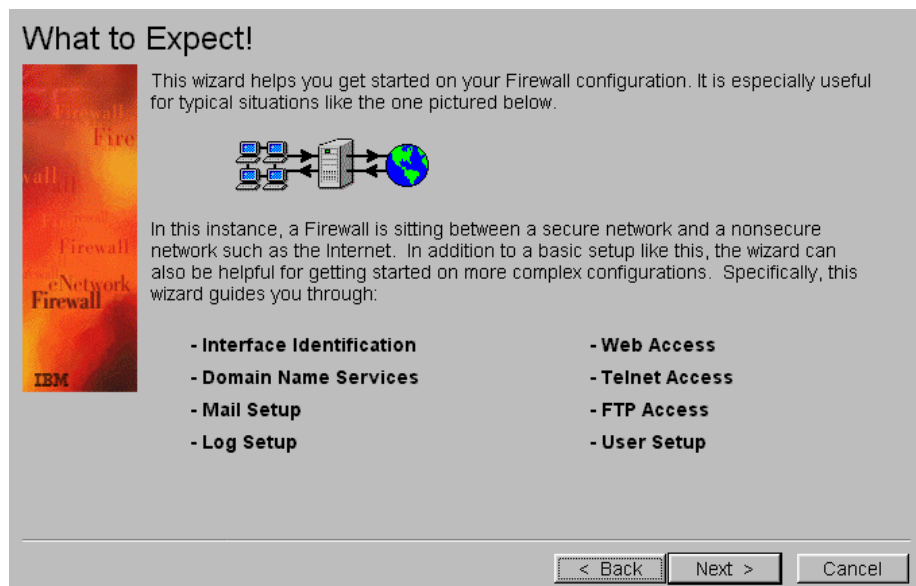 What to Expect!
This wizard helps you get started on your Firewall configuration. It is especially useful
for typical situations like the one pictured below.
Firewall
Fire
wall
Firewall
Firewall
eNetwork
Firewall
IBM
In this instance, a Firewall is sitting between a secure network and a nonsecure
network such as the Internet. In addition to a basic setup like this, the wizard can
also be helpful for getting started on more complex configurations. Specifically, this
wizard guides you through:
- Interface Identification
- Web Access
- Domain Name Services
- Telnet Access
- Mail Setup
- FTP Access
- Log Setup
- User Setup
< Back
Next >
Cancel